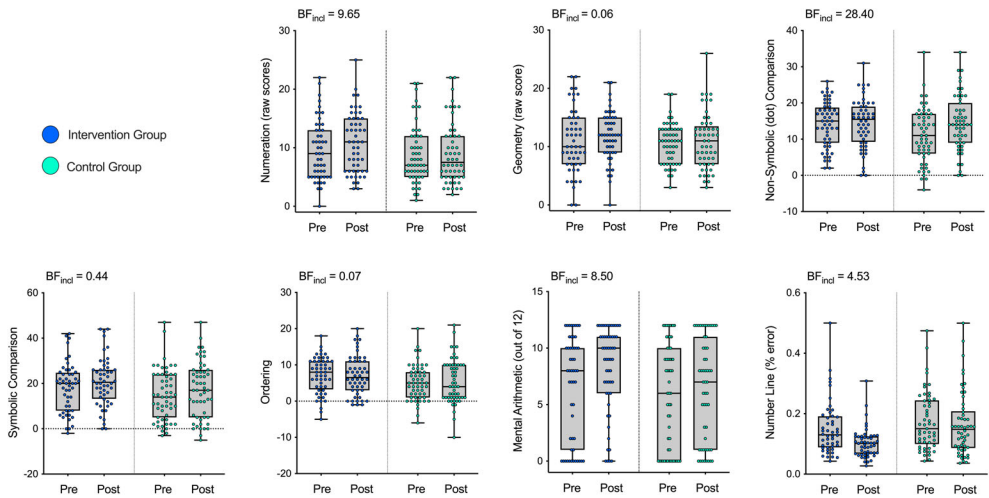 Intervention Group
Control Group
BFincl = 9.65
Numeration (raw scores)
30
20
10
0
Pre Post Pre Post
BFincl = 0.06
Geometry (raw score)
30
20
10
0
Pre Post Pre Post
BFincl = 28.40
Non-Symbolic (dot) Comparison
40
30
20
10
0
-10
Pre Post Pre Post
BFincl = 0.44
Symbolic Comparison
60
40
20
0
-20
Pre Post Pre Post
BFincl = 0.07
Ordering
30
20
10
0
-10
-20
Pre Post Pre Post
BFincl = 8.50
Mental Arithmetic (out of 12)
15
10
5
0
Pre Post Pre Post
BFincl = 4.53
Number Line (% error)
0.6
0.4
0.2
0.0
Pre Post Pre Post